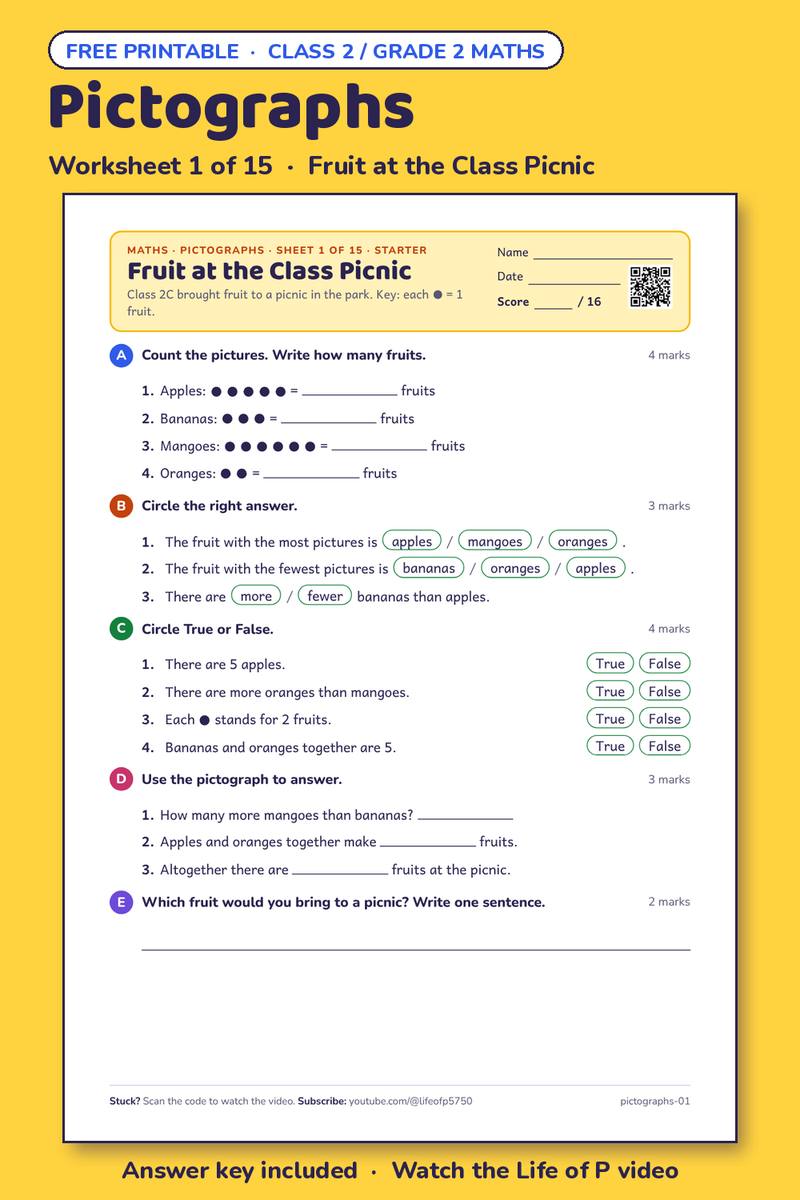 FREE PRINTABLE · CLASS 2 / GRADE 2 MATHS
Pictographs
Worksheet 1 of 15 · Fruit at the Class Picnic
MATHS · PICTOGRAPHS · SHEET 1 OF 15 · STARTER
Fruit at the Class Picnic
Class 2C brought fruit to a picnic in the park. Key: each ● = 1
fruit.
Name ____________
Date ____________
Score ______ / 16
A Count the pictures. Write how many fruits. 4 marks
1. Apples: ● ● ● ● ● = ____________ fruits
2. Bananas: ● ● ● = ____________ fruits
3. Mangoes: ● ● ● ● ● ● = ____________ fruits
4. Oranges: ● ● = ____________ fruits
B Circle the right answer. 3 marks
1. The fruit with the most pictures is apples / mangoes / oranges .
2. The fruit with the fewest pictures is bananas / oranges / apples .
3. There are more / fewer bananas than apples.
C Circle True or False. 4 marks
1. There are 5 apples. True False
2. There are more oranges than mangoes. True False
3. Each ● stands for 2 fruits. True False
4. Bananas and oranges together are 5. True False
D Use the pictograph to answer. 3 marks
1. How many more mangoes than bananas? ____________
2. Apples and oranges together make ____________ fruits.
3. Altogether there are ____________ fruits at the picnic.
E Which fruit would you bring to a picnic? Write one sentence. 2 marks
Stuck? Scan the code to watch the video. Subscribe: youtube.com/@lifeofp5750
pictographs-01
Answer key included · Watch the Life of P video